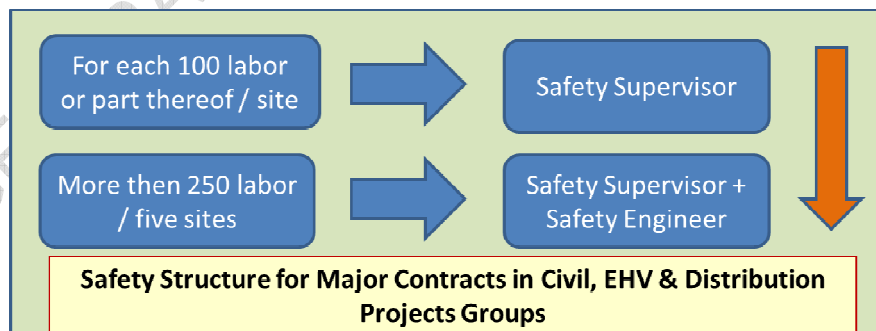 For each 100 labor
or part thereof / site
Safety Supervisor
More then 250 labor
/ five sites
Safety Supervisor +
Safety Engineer
Safety Structure for Major Contracts in Civil, EHV & Distribution
Projects Groups